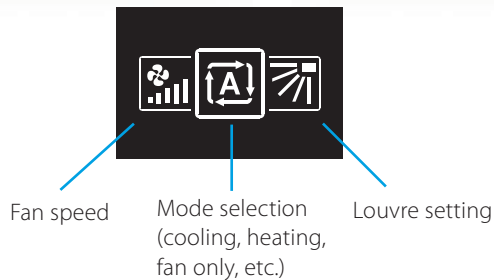 A
Fan speed
Mode selection
(cooling, heating,
fan only, etc.)
Louvre setting